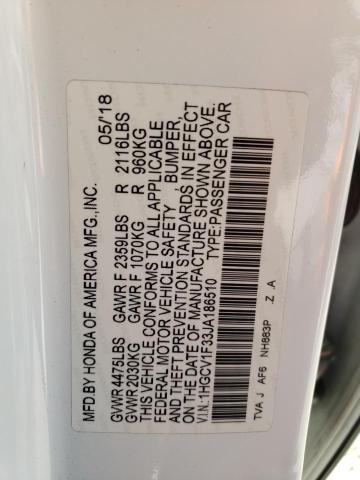 MFD BY HONDA OF AMERICA MFG.,INC. 05/'18
GVWR 4475LBS GAWR F 2359LBS R 2116LBS
GVWR 2030KG GAWR F 1070KG R 960KG
THIS VEHICLE CONFORMS TO ALL APPLICABLE
FEDERAL MOTOR VEHICLE SAFETY , BUMPER,
AND THEFT PREVENTION STANDARDS IN EFFECT
ON THE DATE OF MANUFACTURE SHOWN ABOVE.
V.I.N.:1HGCV1F33JA186510 TYPE:PASSENGER CAR
TVA J AF6 NH883P Z .A